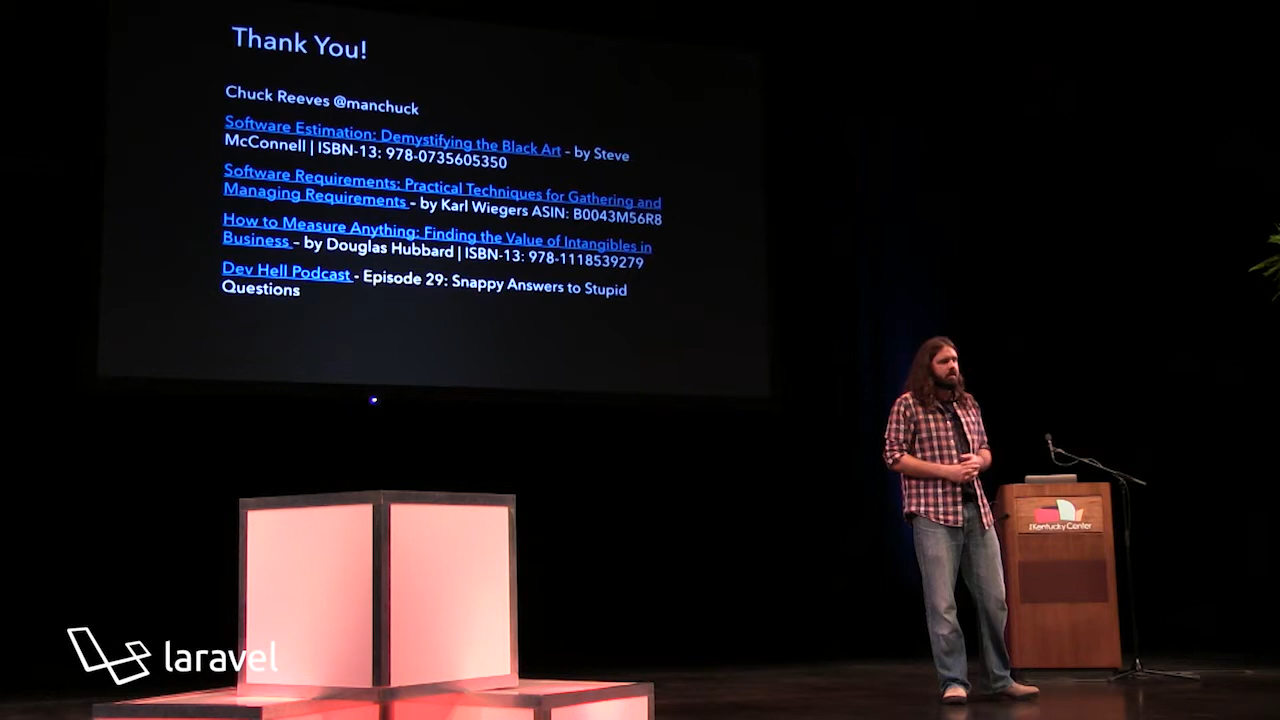 Thank You!
Chuck Reeves @manchuck
Software Estimation: Demystifying the Black Art – by Steve
McConnell | ISBN-13: 978-0735605350
Software Requirements: Practical Techniques for Gathering and
Managing Requirements – by Karl Wiegers ASIN: B0043M56R8
How to Measure Anything: Finding the Value of Intangibles in
Business – by Douglas Hubbard | ISBN-13: 978-1118539279
Dev Hell Podcast - Episode 29: Snappy Answers to Stupid
Questions
The Kentucky Center
laravel